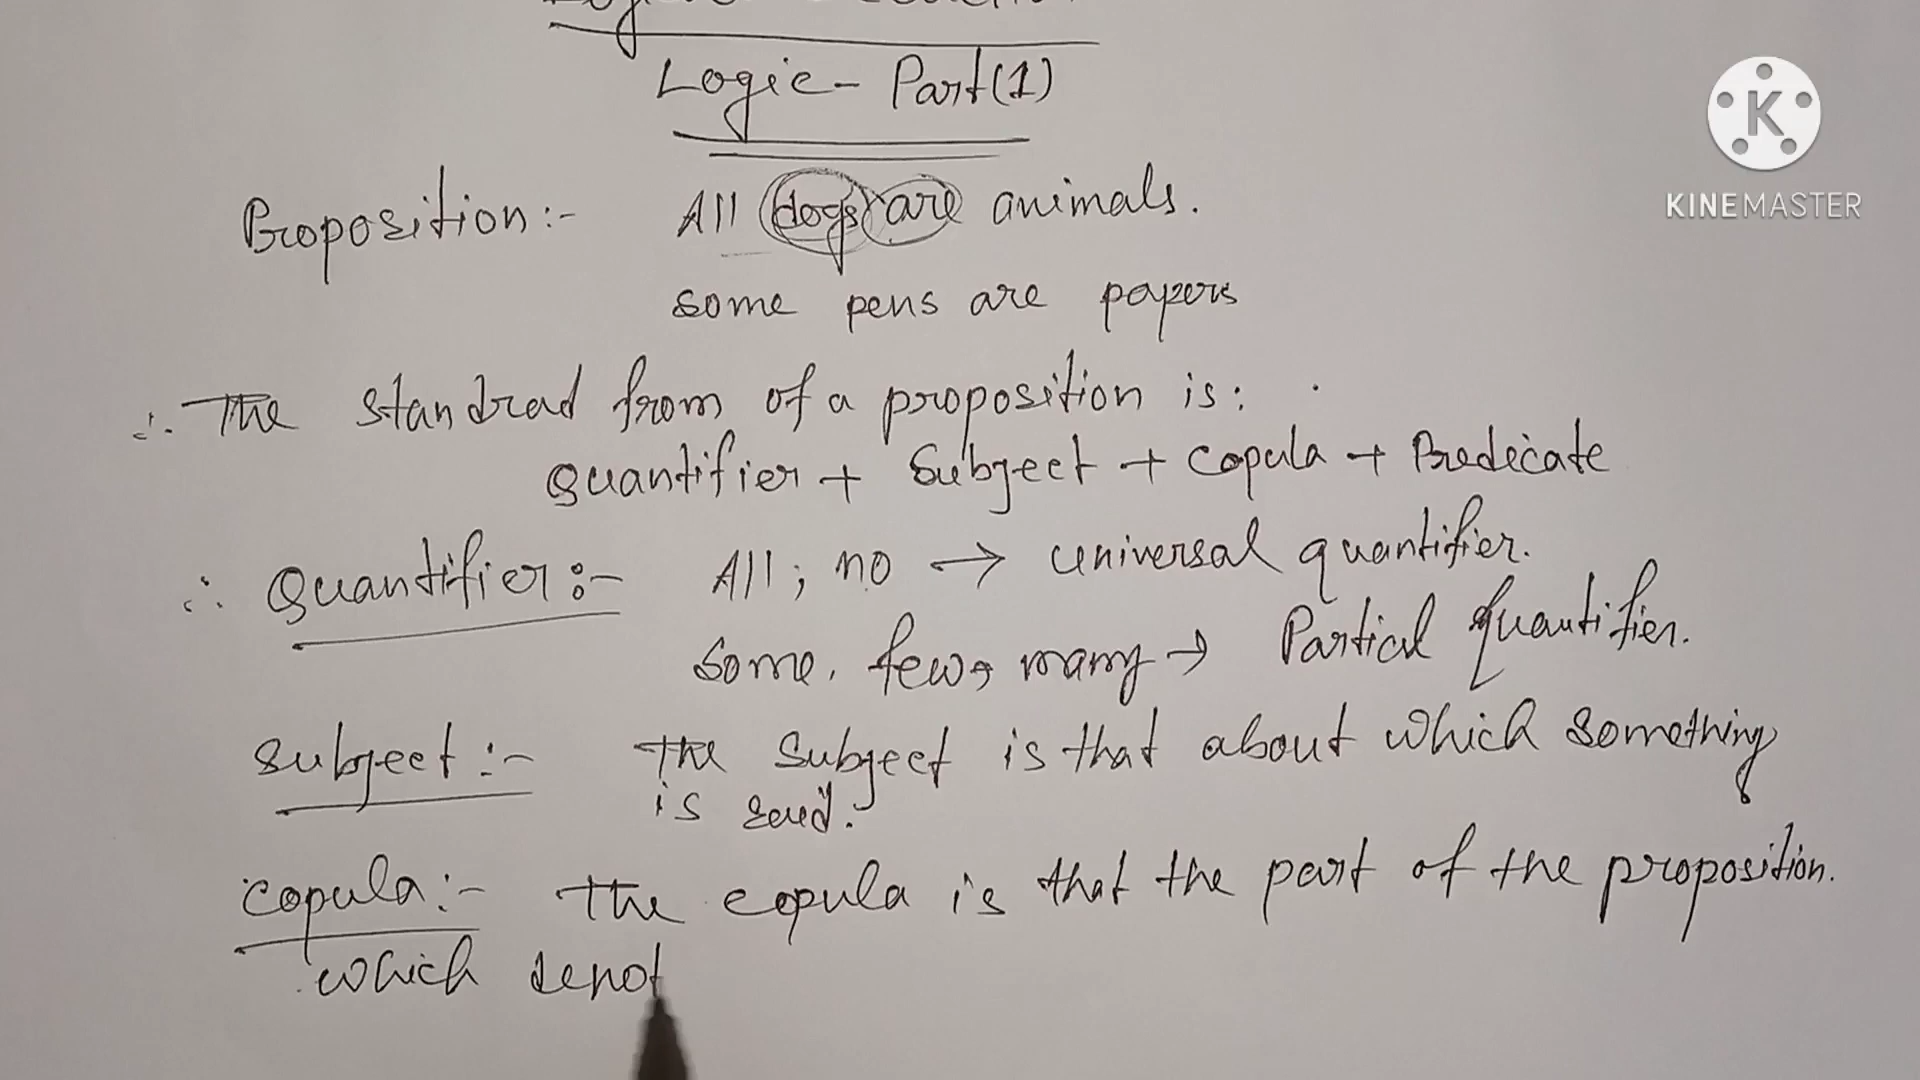 Logic - Part(1)
Proposition:- All dogs are animals.
some pens are papers
∴ The standrad from of a proposition is:
Quantifier + Subject + Copula + Predicate
∴ Quantifier:- All; no → universal quantifier.
Some, few, many → Partial quantifier.
Subject:- The Subject is that about which something
is said.
Copula:- The copula is that the part of the proposition.
which denot
K
KINEMASTER